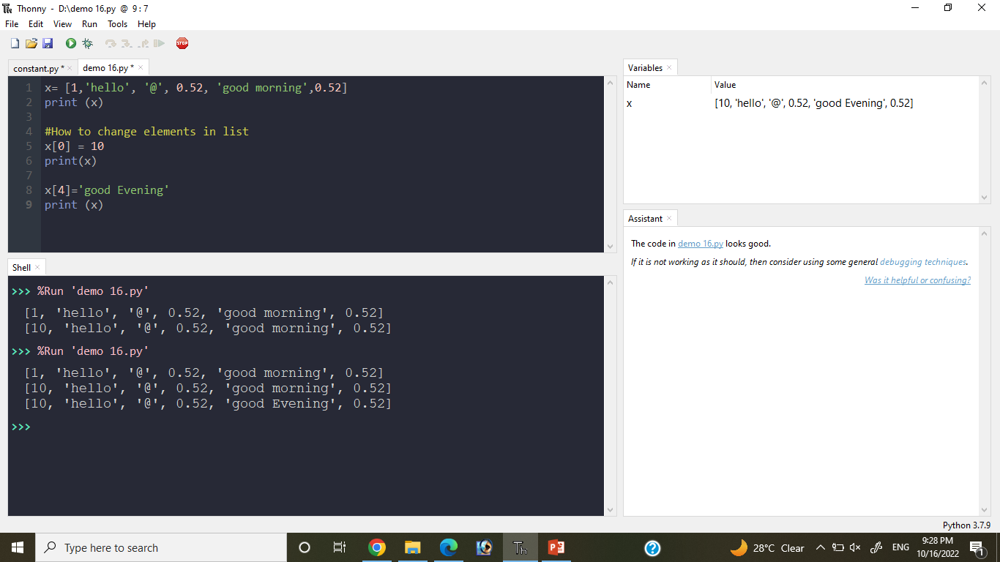 Thonny - D:\demo 16.py @ 9 : 7
File Edit View Run Tools Help
STOP
constant.py *
demo 16.py *
1 x= [1,'hello', '@', 0.52, 'good morning',0.52]
2 print (x)
3
4 #How to change elements in list
5 x[0] = 10
6 print(x)
7
8 x[4]='good Evening'
9 print (x)
Shell
>>> %Run 'demo 16.py'
[1, 'hello', '@', 0.52, 'good morning', 0.52]
[10, 'hello', '@', 0.52, 'good morning', 0.52]
>>> %Run 'demo 16.py'
[1, 'hello', '@', 0.52, 'good morning', 0.52]
[10, 'hello', '@', 0.52, 'good morning', 0.52]
[10, 'hello', '@', 0.52, 'good Evening', 0.52]
>>>
Variables
Name Value
x [10, 'hello', '@', 0.52, 'good Evening', 0.52]
Assistant
The code in demo 16.py looks good.
If it is not working as it should, then consider using some general debugging techniques.
Was it helpful or confusing?
Python 3.7.9
Type here to search
28°C Clear
ENG
9:28 PM
10/16/2022
1